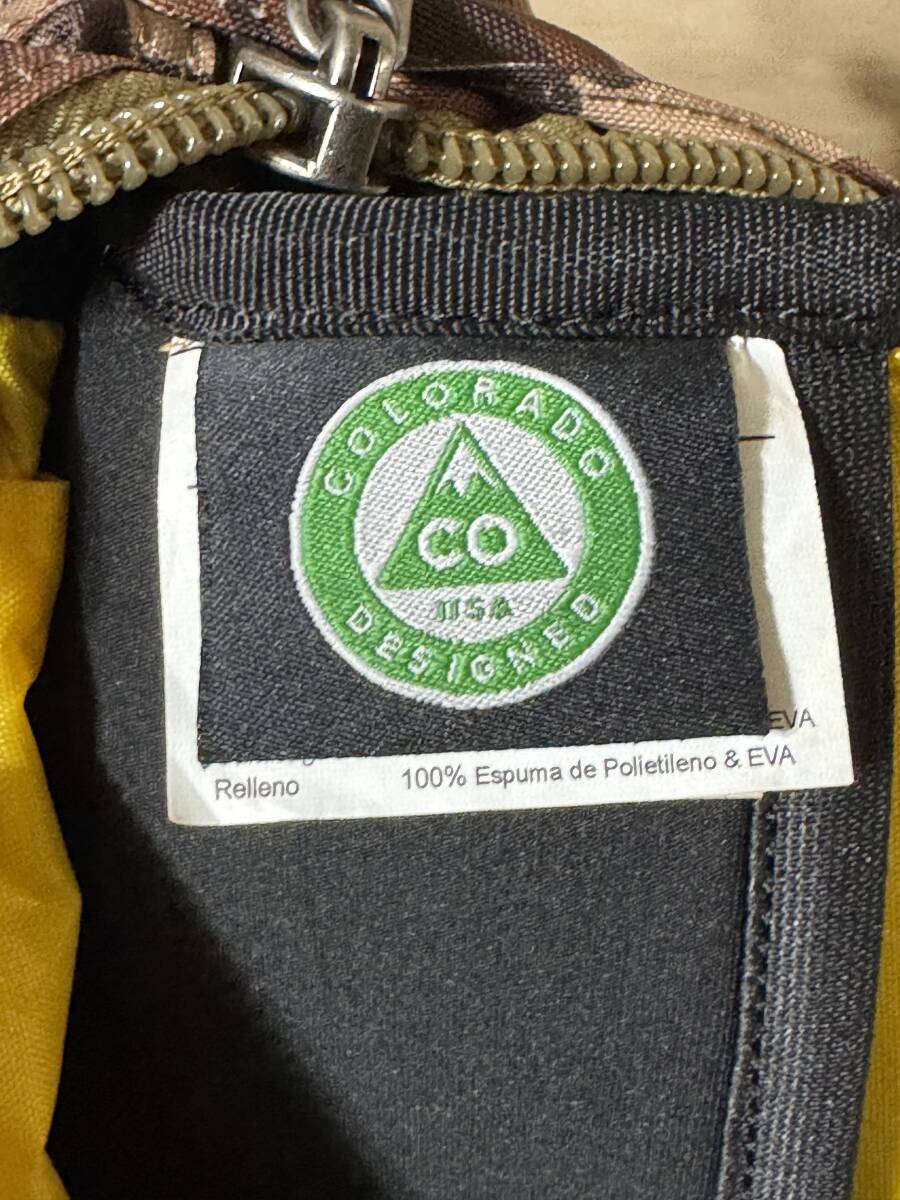 COLORADO
CO
USA
DESIGNED
EVA
Relleno 100% Espuma de Polietileno & EVA